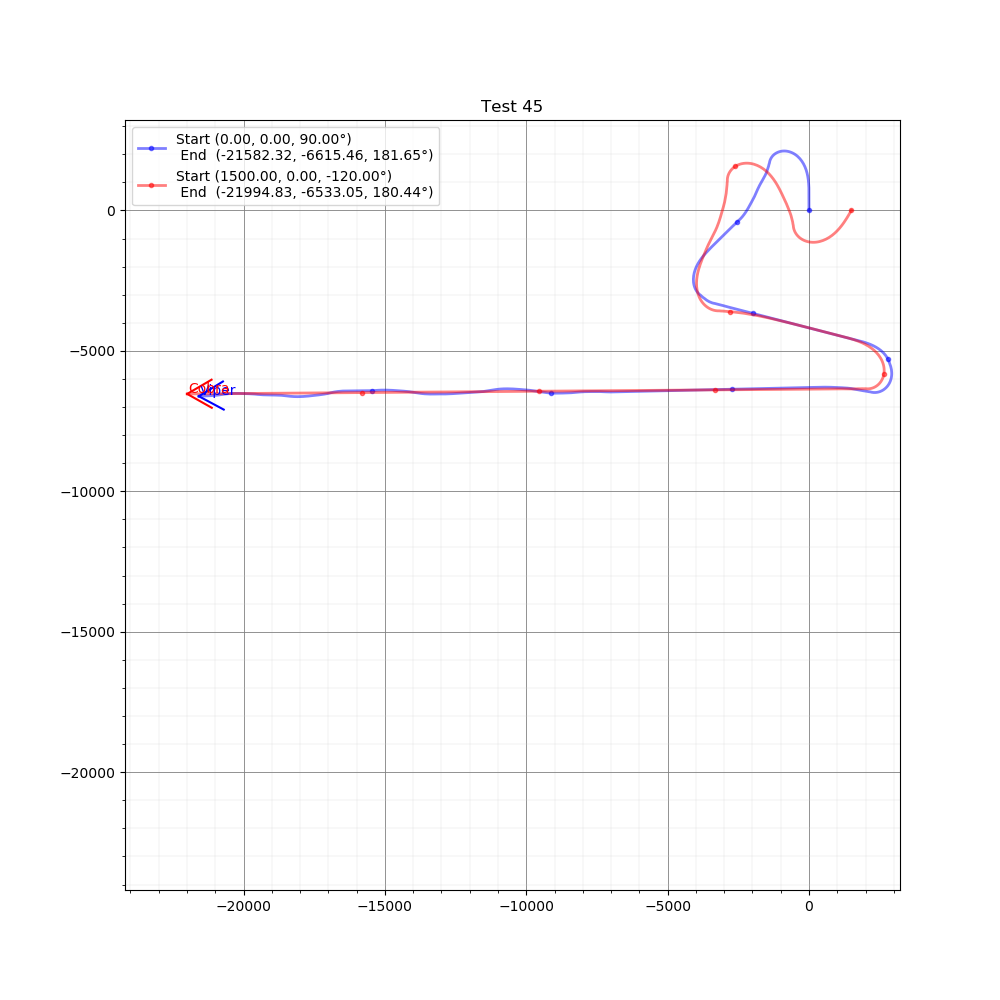 Test 45
Start (0.00, 0.00, 90.00°)
End  (-21582.32, -6615.46, 181.65°)
Start (1500.00, 0.00, -120.00°)
End  (-21994.83, -6533.05, 180.44°)
0
−5000
−10000
−15000
−20000
−20000
−15000
−10000
−5000
0